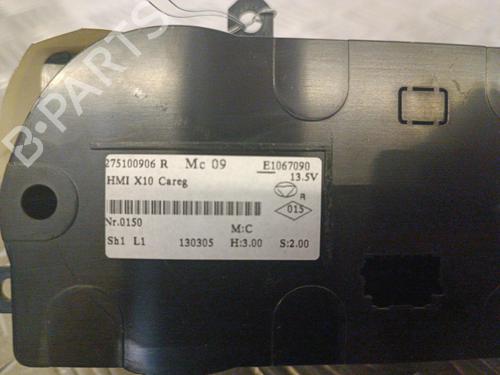 B-PARTS
275100906 R Mc 09 E1067090
13.5V
HMI X10 Careg
R
015
Nr.0150
M:C
Sh1 L1 130305 H:3.00 S:2.00